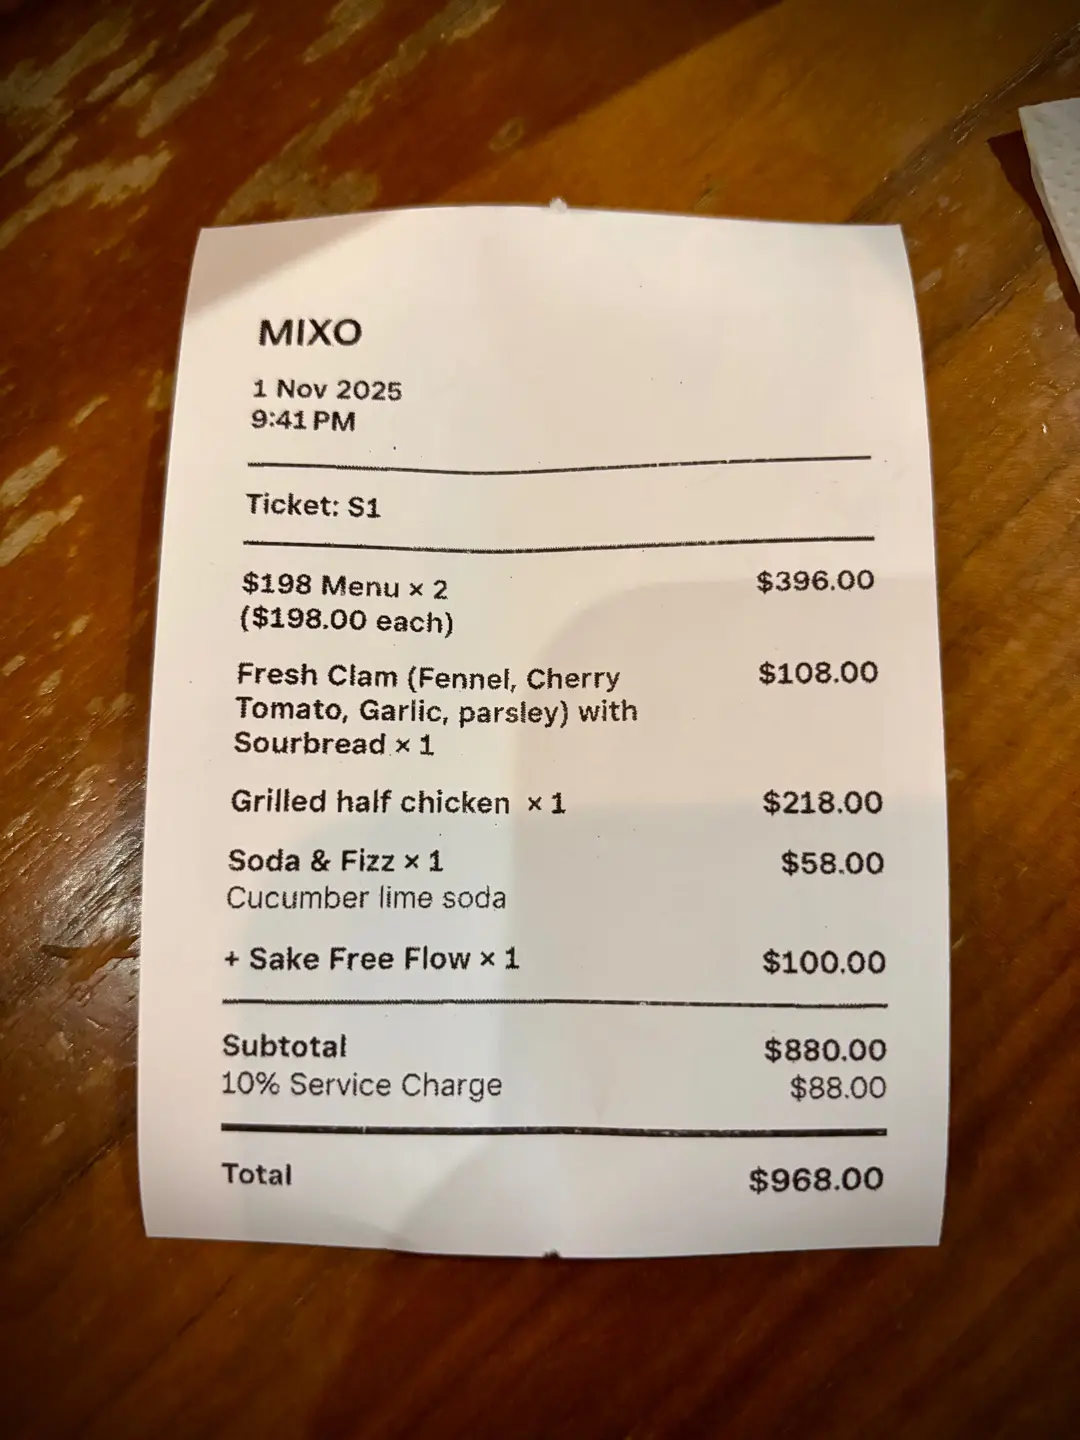 MIXO
1 Nov 2025
9:41 PM
Ticket: S1
$198 Menu × 2 $396.00
($198.00 each)
Fresh Clam (Fennel, Cherry $108.00
Tomato, Garlic, parsley) with
Sourbread × 1
Grilled half chicken × 1 $218.00
Soda & Fizz × 1 $58.00
Cucumber lime soda
+ Sake Free Flow × 1 $100.00
Subtotal $880.00
10% Service Charge $88.00
Total $968.00